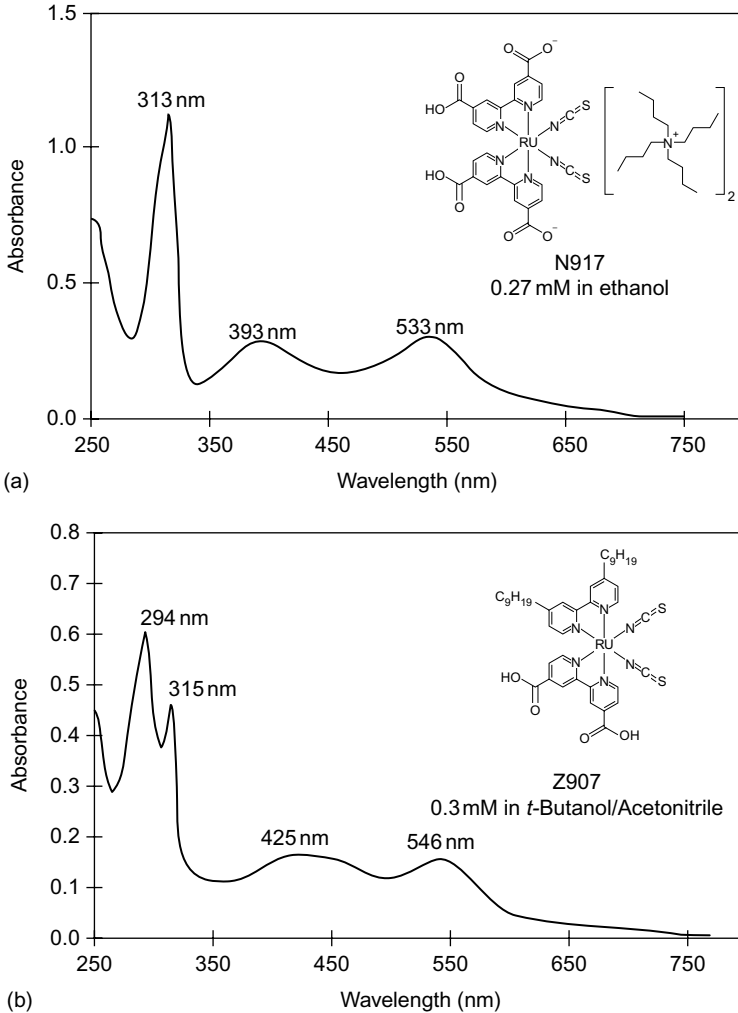 1.5
1.0
0.5
0.0
Absorbance
313 nm
393 nm
533 nm
O
O⁻
O
HO
N
N
N
C
S
RU
N
C
S
N
N
HO
O
O
O⁻
N
+
2
N917
0.27 mM in ethanol
250
350
450
550
650
750
Wavelength (nm)
(a)
0.8
0.7
0.6
0.5
0.4
0.3
0.2
0.1
0.0
Absorbance
294 nm
315 nm
425 nm
546 nm
C₉H₁₉
C₉H₁₉
N
N
N
C
S
RU
N
C
S
N
N
HO
O
O
OH
Z907
0.3 mM in t-Butanol/Acetonitrile
250
350
450
550
650
750
Wavelength (nm)
(b)